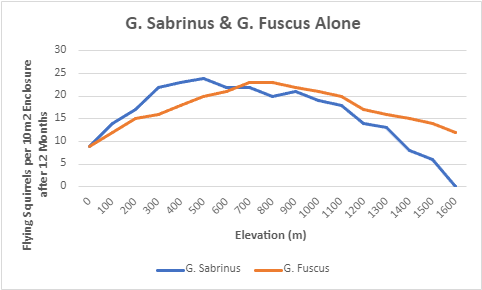 G. Sabrinus & G. Fuscus Alone
Flying Squirrels per 10m2 Enclosure
after 12 Months
30
25
20
15
10
5
0
0 100 200 300 400 500 600 700 800 900 1000 1100 1200 1300 1400 1500 1600
Elevation (m)
G. Sabrinus G. Fuscus